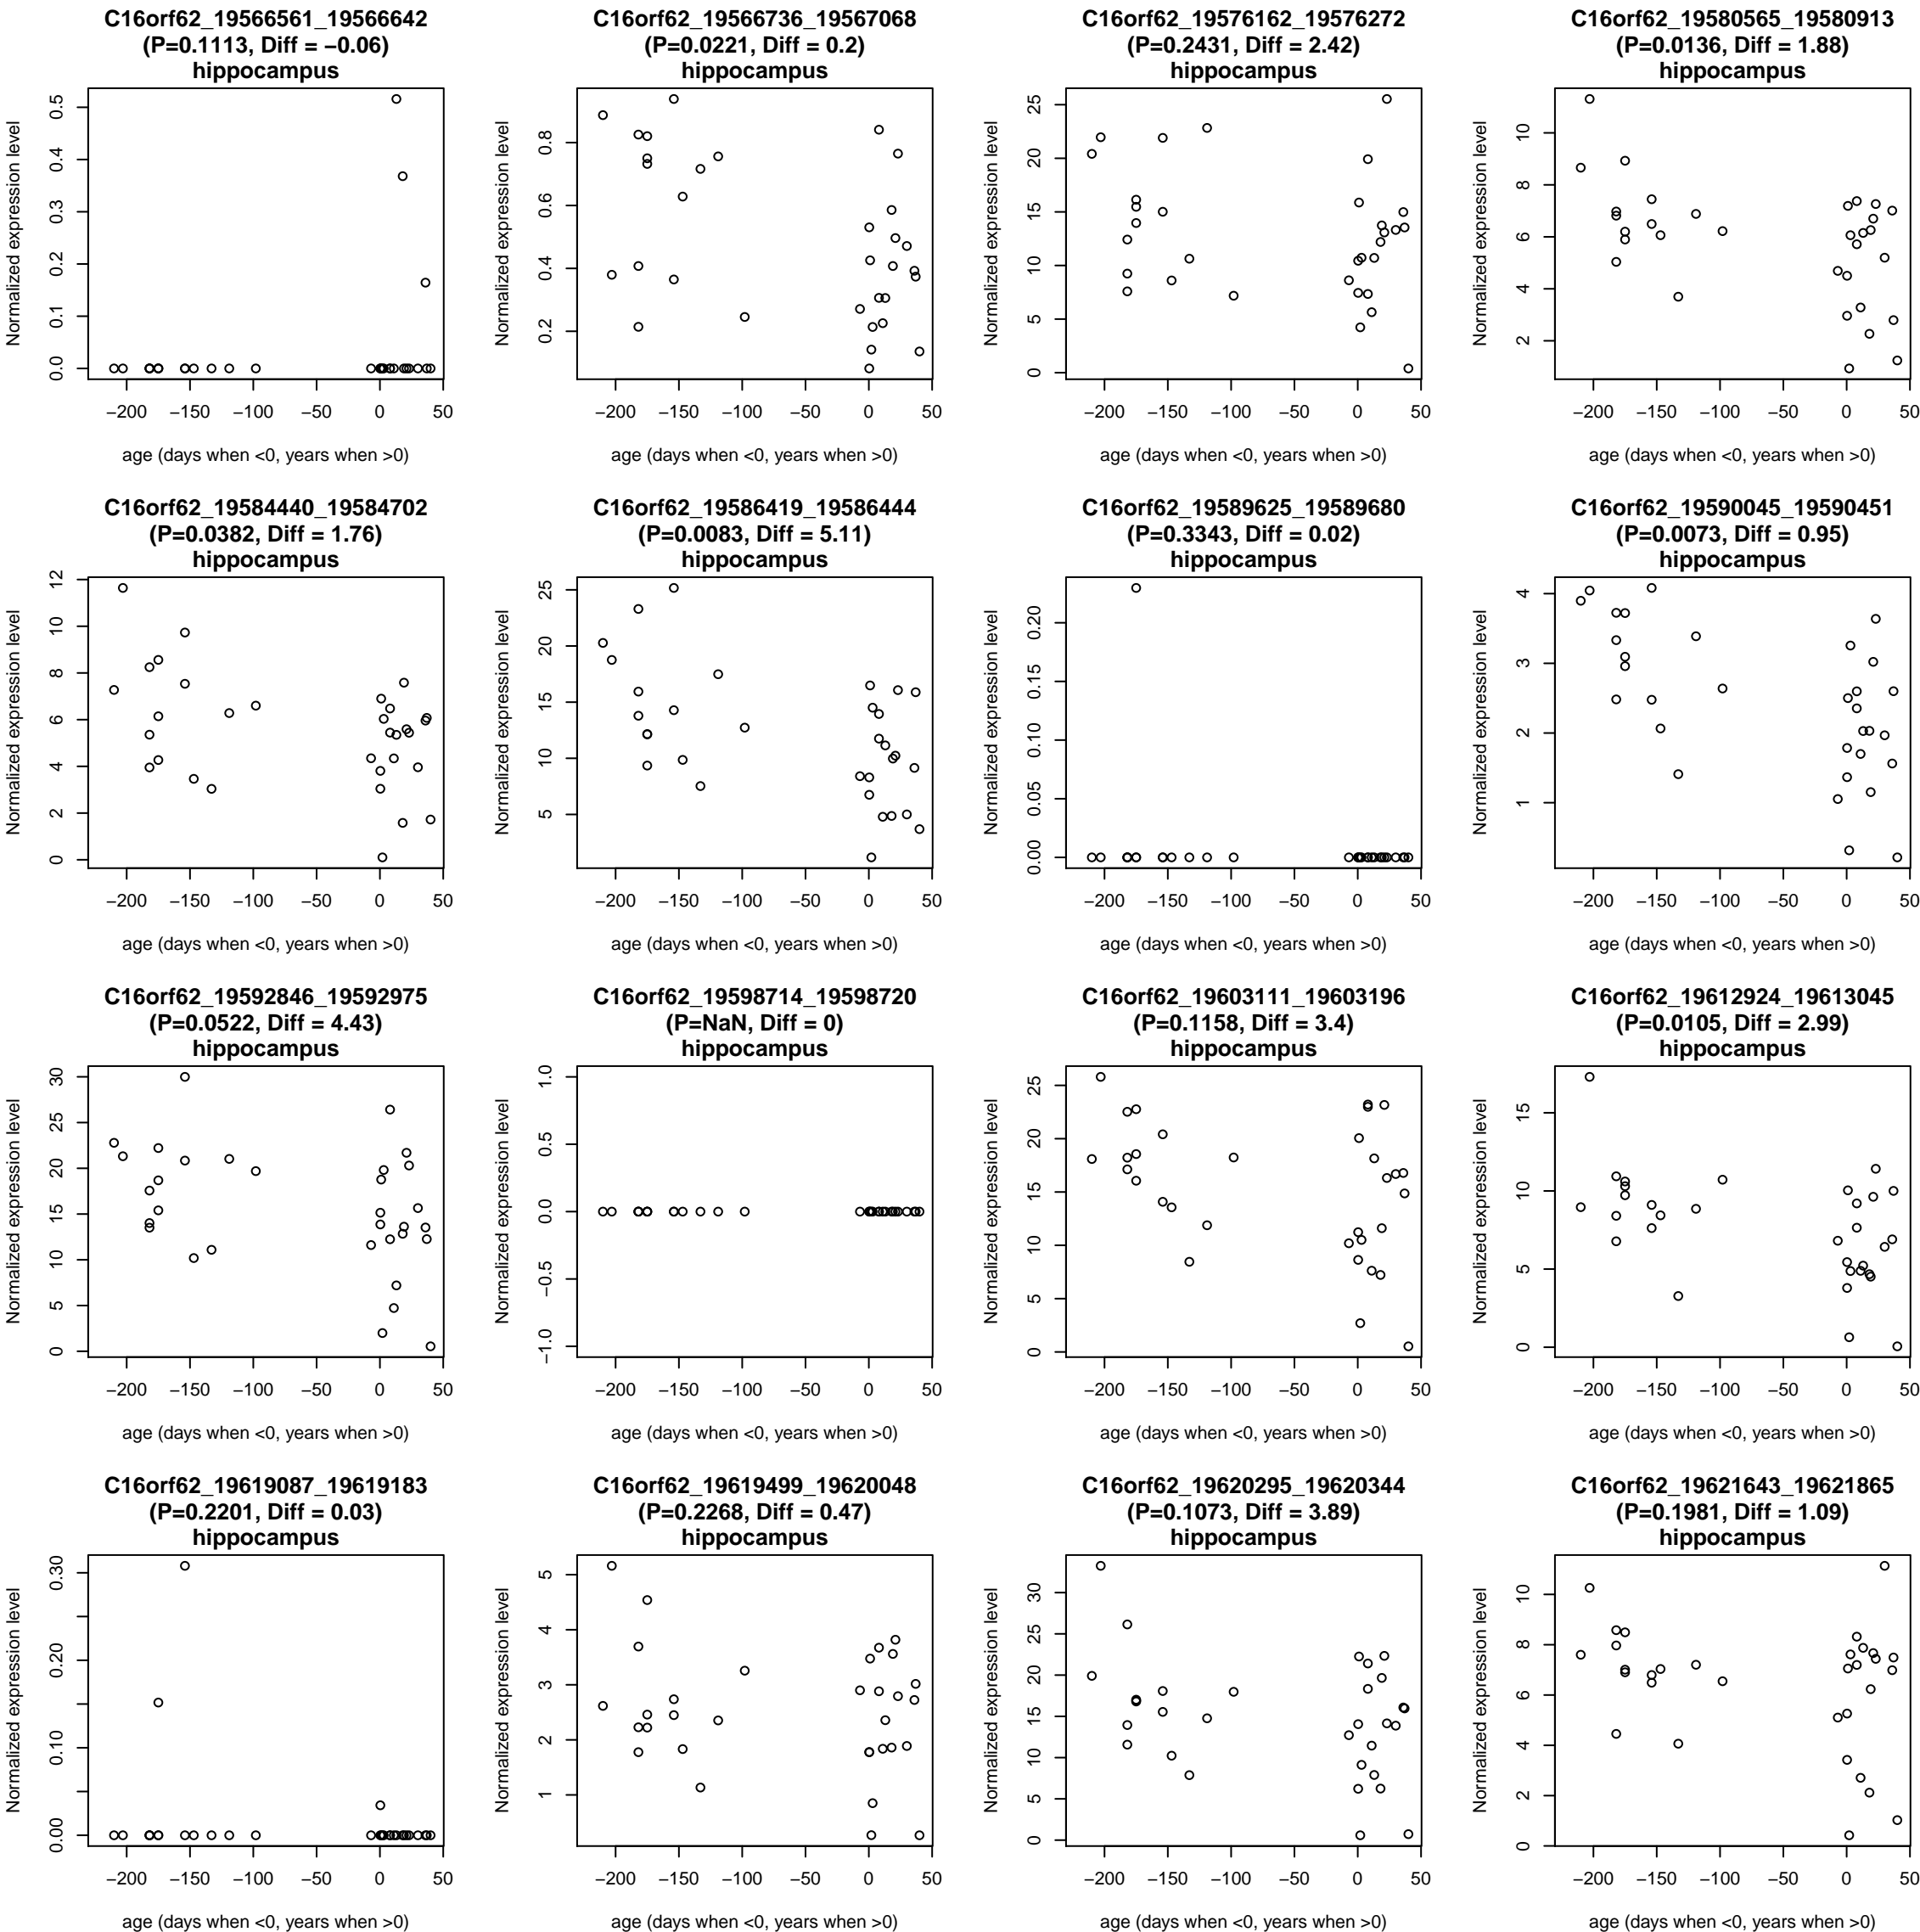 C16orf62_19566561_19566642
(P=0.1113, Diff = −0.06)
hippocampus
Normalized expression level
0.5
0.4
0.3
0.2
0.1
0.0
−200 −150 −100 −50 0 50
age (days when <0, years when >0)
C16orf62_19566736_19567068
(P=0.0221, Diff = 0.2)
hippocampus
Normalized expression level
0.8
0.6
0.4
0.2
−200 −150 −100 −50 0 50
age (days when <0, years when >0)
C16orf62_19576162_19576272
(P=0.2431, Diff = 2.42)
hippocampus
Normalized expression level
25
20
15
10
5
0
−200 −150 −100 −50 0 50
age (days when <0, years when >0)
C16orf62_19580565_19580913
(P=0.0136, Diff = 1.88)
hippocampus
Normalized expression level
10
8
6
4
2
−200 −150 −100 −50 0 50
age (days when <0, years when >0)
C16orf62_19584440_19584702
(P=0.0382, Diff = 1.76)
hippocampus
Normalized expression level
12
10
8
6
4
2
0
−200 −150 −100 −50 0 50
age (days when <0, years when >0)
C16orf62_19586419_19586444
(P=0.0083, Diff = 5.11)
hippocampus
Normalized expression level
25
20
15
10
5
−200 −150 −100 −50 0 50
age (days when <0, years when >0)
C16orf62_19589625_19589680
(P=0.3343, Diff = 0.02)
hippocampus
Normalized expression level
0.20
0.15
0.10
0.05
0.00
−200 −150 −100 −50 0 50
age (days when <0, years when >0)
C16orf62_19590045_19590451
(P=0.0073, Diff = 0.95)
hippocampus
Normalized expression level
4
3
2
1
−200 −150 −100 −50 0 50
age (days when <0, years when >0)
C16orf62_19592846_19592975
(P=0.0522, Diff = 4.43)
hippocampus
Normalized expression level
30
25
20
15
10
5
0
−200 −150 −100 −50 0 50
age (days when <0, years when >0)
C16orf62_19598714_19598720
(P=NaN, Diff = 0)
hippocampus
Normalized expression level
1.0
0.5
0.0
−0.5
−1.0
−200 −150 −100 −50 0 50
age (days when <0, years when >0)
C16orf62_19603111_19603196
(P=0.1158, Diff = 3.4)
hippocampus
Normalized expression level
25
20
15
10
5
0
−200 −150 −100 −50 0 50
age (days when <0, years when >0)
C16orf62_19612924_19613045
(P=0.0105, Diff = 2.99)
hippocampus
Normalized expression level
15
10
5
0
−200 −150 −100 −50 0 50
age (days when <0, years when >0)
C16orf62_19619087_19619183
(P=0.2201, Diff = 0.03)
hippocampus
Normalized expression level
0.30
0.20
0.10
0.00
−200 −150 −100 −50 0 50
age (days when <0, years when >0)
C16orf62_19619499_19620048
(P=0.2268, Diff = 0.47)
hippocampus
Normalized expression level
5
4
3
2
1
−200 −150 −100 −50 0 50
age (days when <0, years when >0)
C16orf62_19620295_19620344
(P=0.1073, Diff = 3.89)
hippocampus
Normalized expression level
30
25
20
15
10
5
0
−200 −150 −100 −50 0 50
age (days when <0, years when >0)
C16orf62_19621643_19621865
(P=0.1981, Diff = 1.09)
hippocampus
Normalized expression level
10
8
6
4
2
0
−200 −150 −100 −50 0 50
age (days when <0, years when >0)